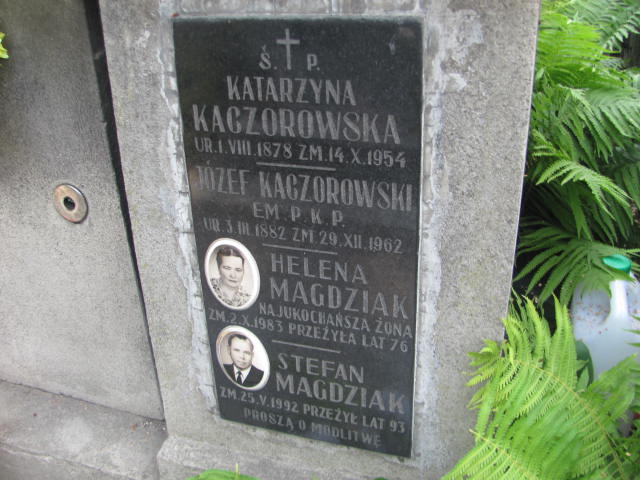 Ś. P.
KATARZYNA
KACZOROWSKA
UR. 1. VIII. 1878 ZM. 14. X. 1954
JÓZEF KACZOROWSKI
EM. P. K. P.
UR. 3. III. 1882 ZM. 29. XII. 1962
HELENA
MAGDZIAK
NAJUKOCHAŃSZA ŻONA
ZM. 2. X. 1983 PRZEŻYŁA LAT 76
STEFAN
MAGDZIAK
ZM. 25. V. 1992 PRZEŻYŁ LAT 93
PROSZĄ O MODLITWĘ